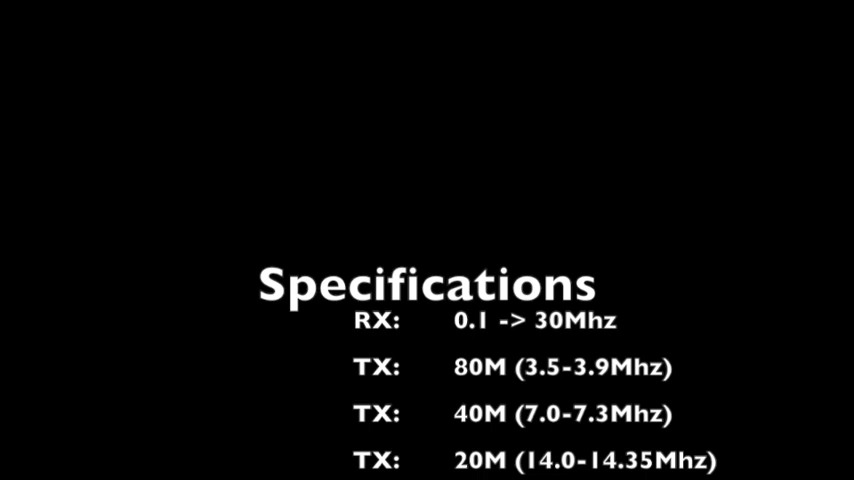 Specifications
RX: 0.1 -> 30Mhz
TX: 80M (3.5-3.9Mhz)
TX: 40M (7.0-7.3Mhz)
TX: 20M (14.0-14.35Mhz)